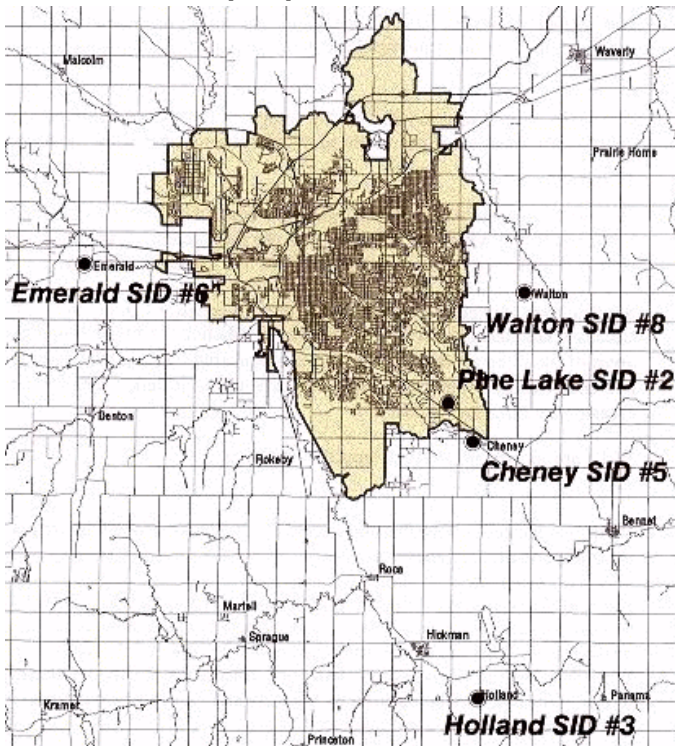 Malcolm
Waverly
Prairie Home
Emerald
Emerald SID #6
Walton
Walton SID #8
Pine Lake SID #2
Denton
Rokeby
Cheney
Cheney SID #5
Bennet
Roca
Martell
Sprague
Hickman
Kramer
Holland
Panama
Holland SID #3
Princeton